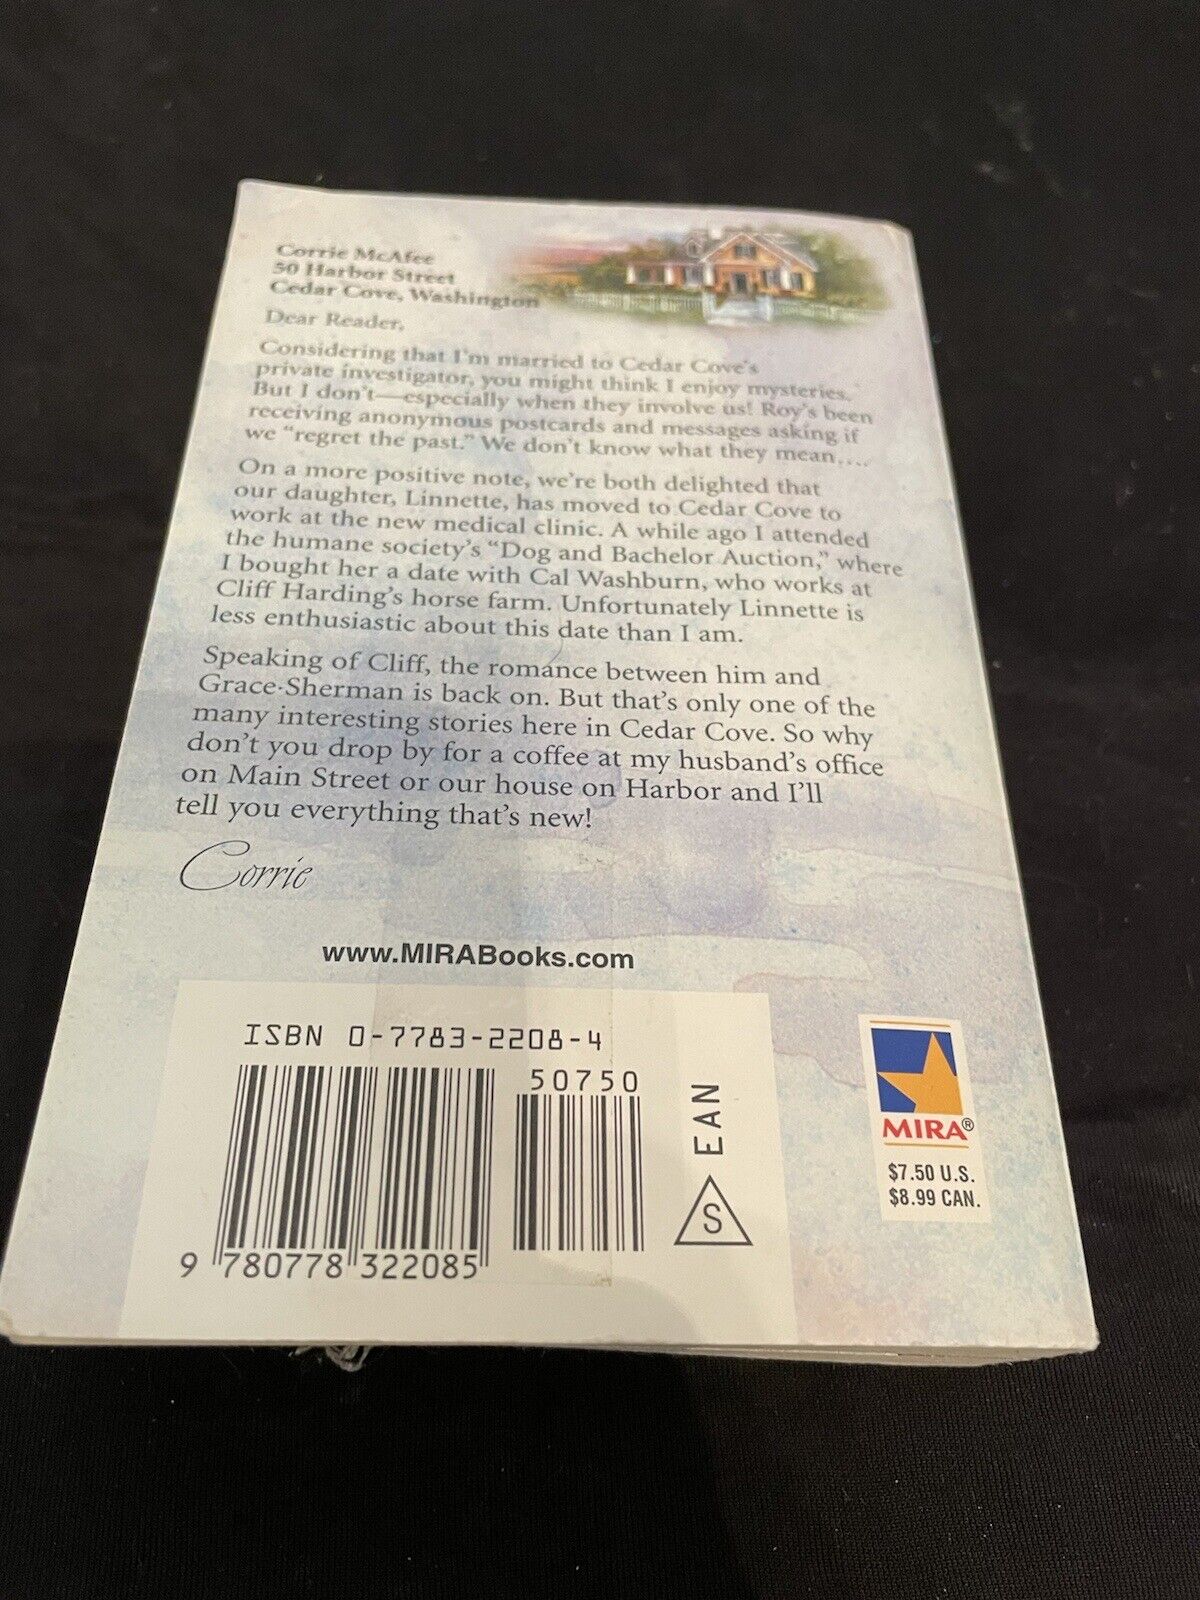 Corrie McAfee
50 Harbor Street
Cedar Cove, Washington
Dear Reader,
Considering that I'm married to Cedar Cove's
private investigator, you might think I enjoy mysteries.
But I don't—especially when they involve us! Roy's been
receiving anonymous postcards and messages asking if
we "regret the past." We don't know what they mean....
On a more positive note, we're both delighted that
our daughter, Linnette, has moved to Cedar Cove to
work at the new medical clinic. A while ago I attended
the humane society's "Dog and Bachelor Auction," where
I bought her a date with Cal Washburn, who works at
Cliff Harding's horse farm. Unfortunately Linnette is
less enthusiastic about this date than I am.
Speaking of Cliff, the romance between him and
Grace Sherman is back on. But that's only one of the
many interesting stories here in Cedar Cove. So why
don't you drop by for a coffee at my husband's office
on Main Street or our house on Harbor and I'll
tell you everything that's new!
Corrie
www.MIRABooks.com
ISBN 0-7783-2208-4
50750
9 780778 322085
EAN
S
MIRA®
$7.50 U.S.
$8.99 CAN.